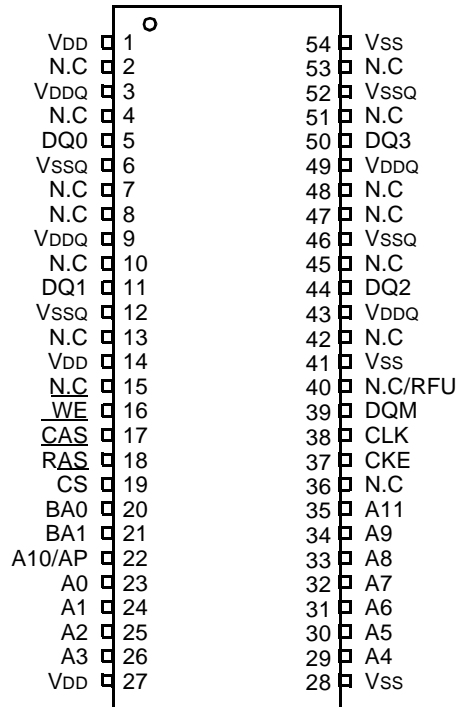 VDD 1 54 VSS
N.C 2 53 N.C
VDDQ 3 52 VSSQ
N.C 4 51 N.C
DQ0 5 50 DQ3
VSSQ 6 49 VDDQ
N.C 7 48 N.C
N.C 8 47 N.C
VDDQ 9 46 VSSQ
N.C 10 45 N.C
DQ1 11 44 DQ2
VSSQ 12 43 VDDQ
N.C 13 42 N.C
VDD 14 41 VSS
N.C 15 40 N.C/RFU
WE 16 39 DQM
CAS 17 38 CLK
RAS 18 37 CKE
CS 19 36 N.C
BA0 20 35 A11
BA1 21 34 A9
A10/AP 22 33 A8
A0 23 32 A7
A1 24 31 A6
A2 25 30 A5
A3 26 29 A4
VDD 27 28 VSS